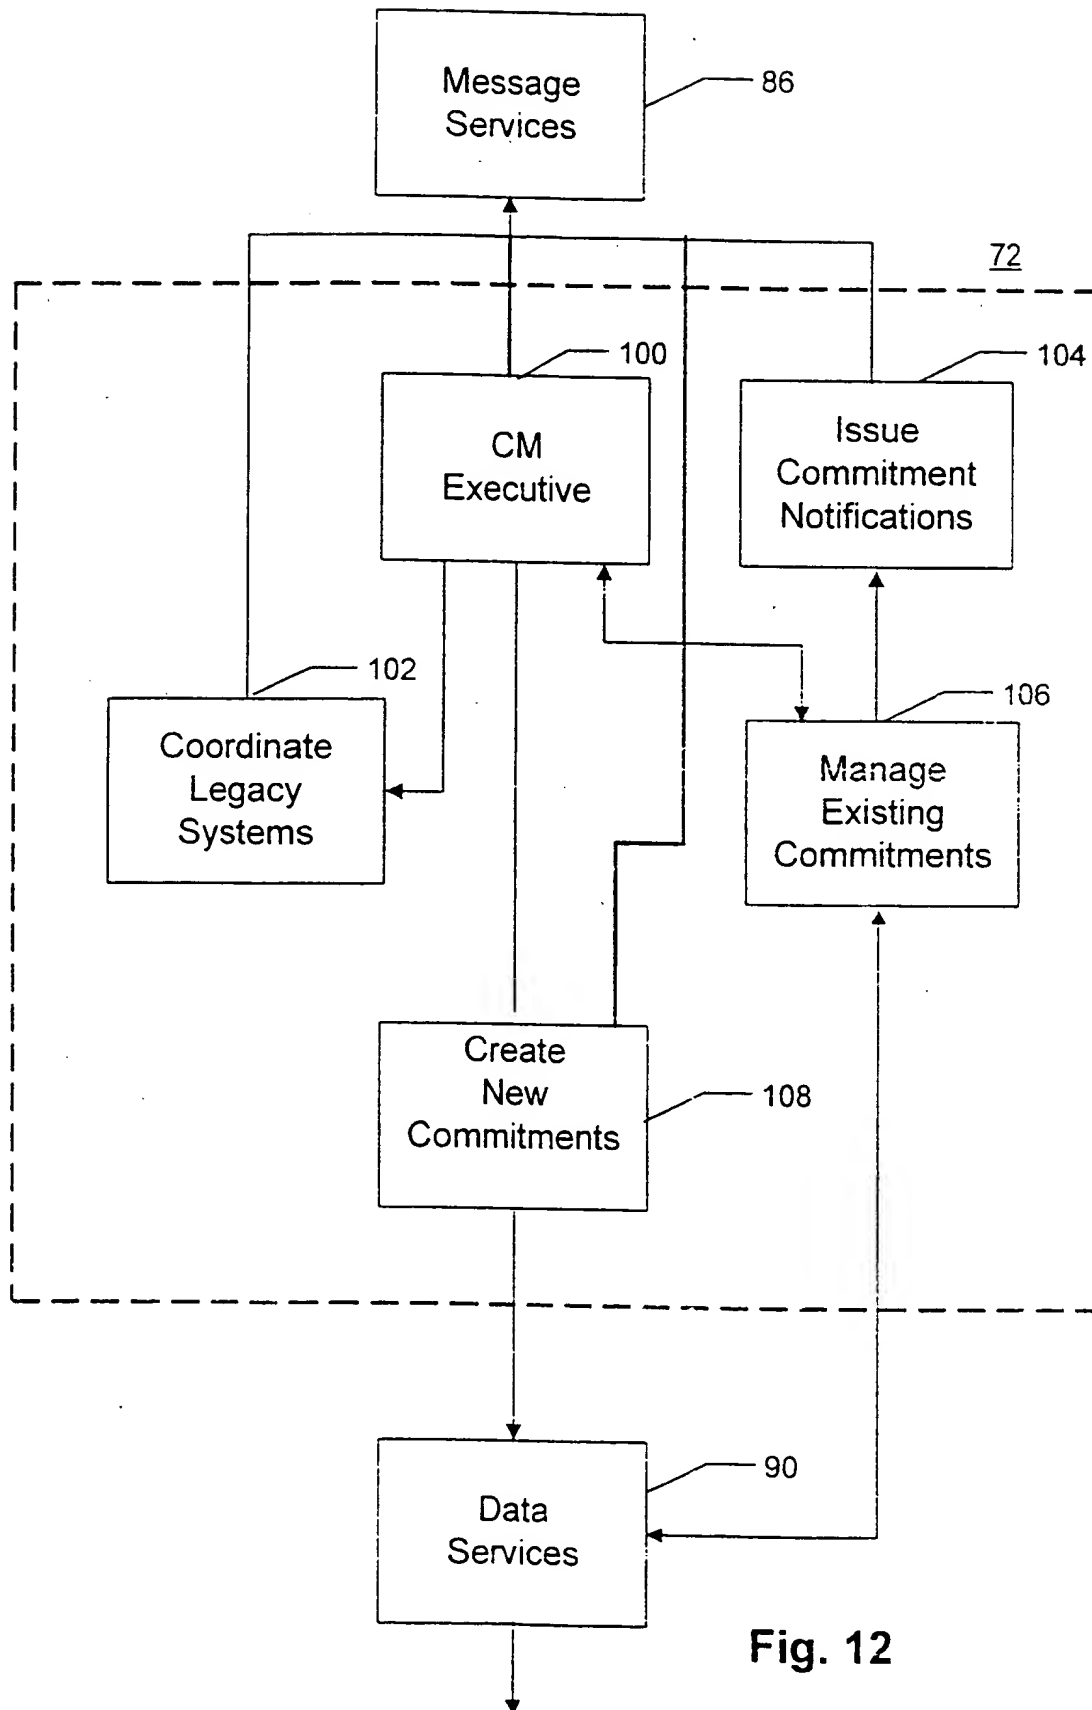 Message
Services
86
72
100
104
CM
Executive
Issue
Commitment
Notifications
102
106
Coordinate
Legacy
Systems
Manage
Existing
Commitments
Create
New
Commitments
108
90
Data
Services
Fig. 12